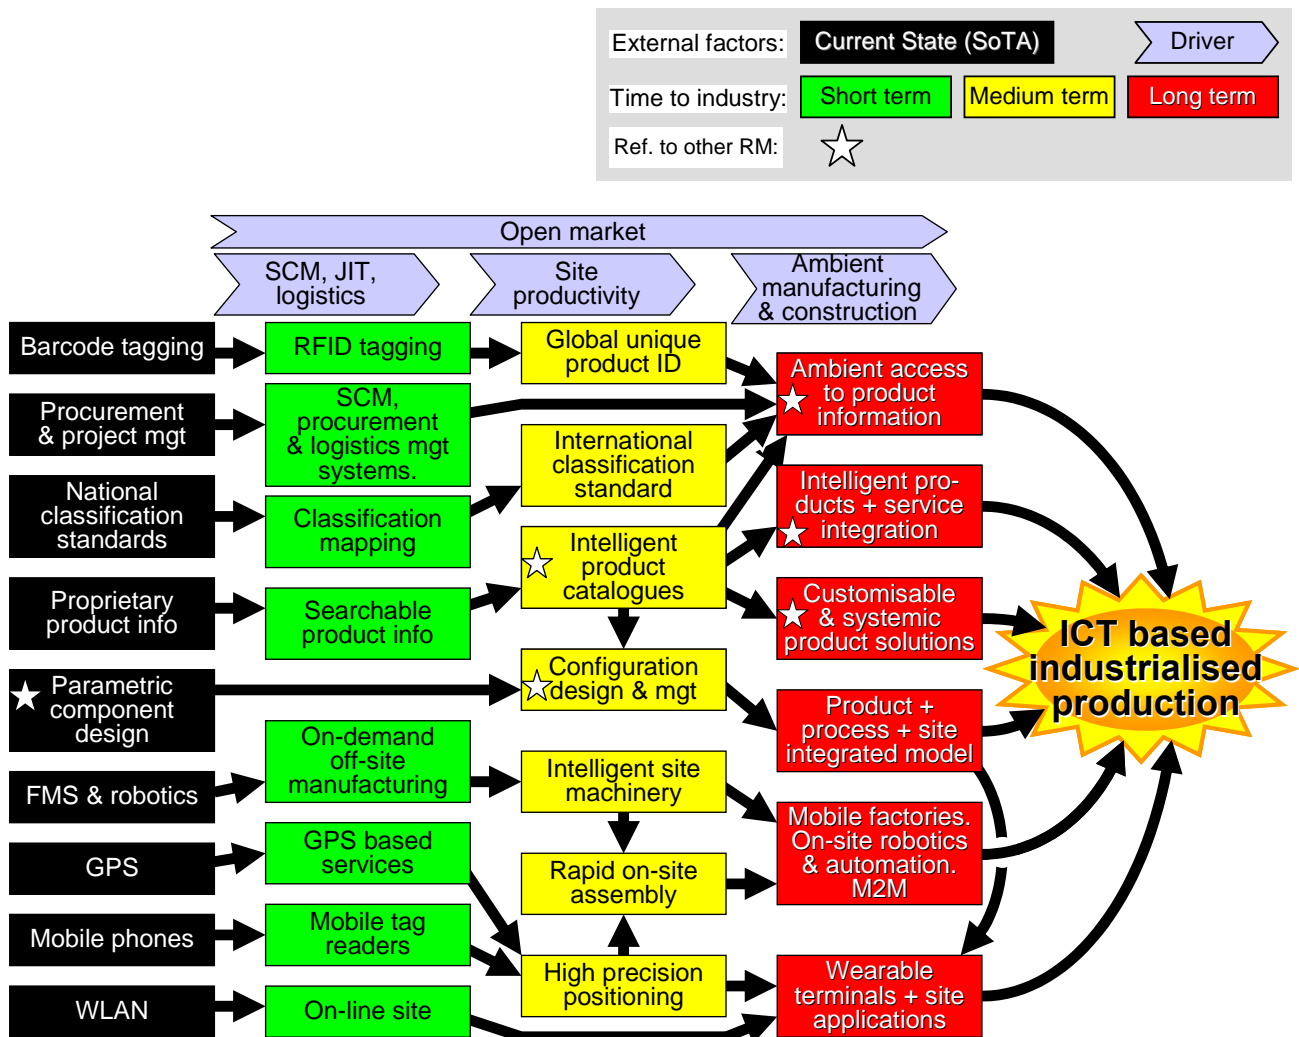 External factors:
Current State (SoTA)
Driver
Time to industry:
Short term
Medium term
Long term
Ref. to other RM:
Open market
SCM, JIT,
logistics
Site
productivity
Ambient
manufacturing
& construction
Barcode tagging
RFID tagging
Global unique
product ID
Ambient access
to product
information
Procurement
& project mgt
SCM,
procurement
& logistics mgt
systems.
International
classification
standard
National
classification
standards
Classification
mapping
Intelligent pro-
ducts + service
integration
Intelligent
product
catalogues
Proprietary
product info
Searchable
product info
Customisable
& systemic
product solutions
ICT based
industrialised
production
Parametric
component
design
Configuration
design & mgt
Product +
process + site
integrated model
On-demand
off-site
manufacturing
FMS & robotics
Intelligent site
machinery
Mobile factories.
On-site robotics
& automation.
M2M
GPS
GPS based
services
Rapid on-site
assembly
Mobile phones
Mobile tag
readers
High precision
positioning
Wearable
terminals + site
applications
WLAN
On-line site